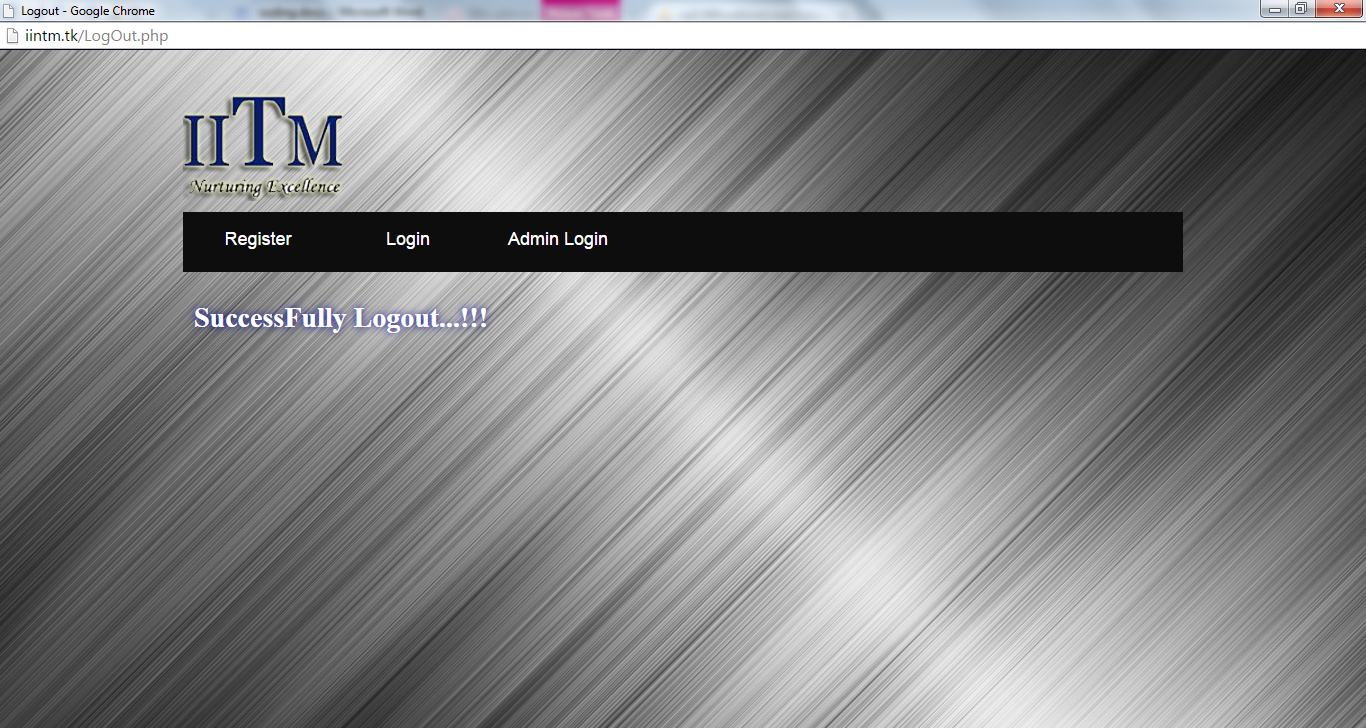 Logout - Google Chrome
iintm.tk/LogOut.php
IITM
Nurturing Excellence
Register Login Admin Login
SuccessFully Logout...!!!